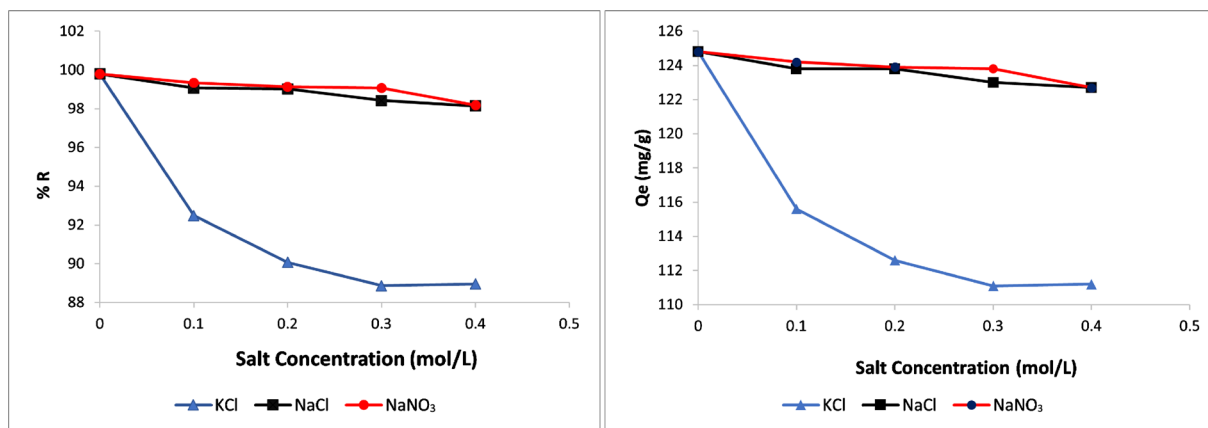 102
100
98
96
94
92
90
88
% R
0
0.1
0.2
0.3
0.4
0.5
Salt Concentration (mol/L)
KCl
NaCl
NaNO₃
126
124
122
120
118
116
114
112
110
Qe (mg/g)
0
0.1
0.2
0.3
0.4
0.5
Salt Concentration (mol/L)
KCl
NaCl
NaNO₃